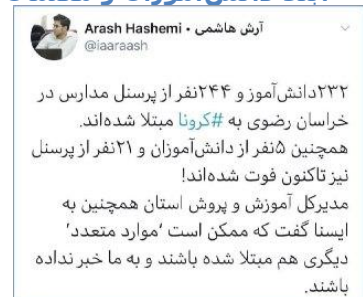 آرش هاشمی • Arash Hashemi
@iaaraash
۲۳۲دانش‌آموز و ۲۴۴نفر از پرسنل مدارس در
خراسان رضوی به #کرونا مبتلا شده‌اند.
همچنین ۵نفر از دانش‌آموزان و ۲۱نفر از پرسنل
نیز تاکنون فوت شده‌اند!
مدیرکل آموزش و پروش استان همچنین به
ایسنا گفت که ممکن است ‘موارد متعدد’
دیگری هم مبتلا شده باشند و به ما خبر نداده
باشند.